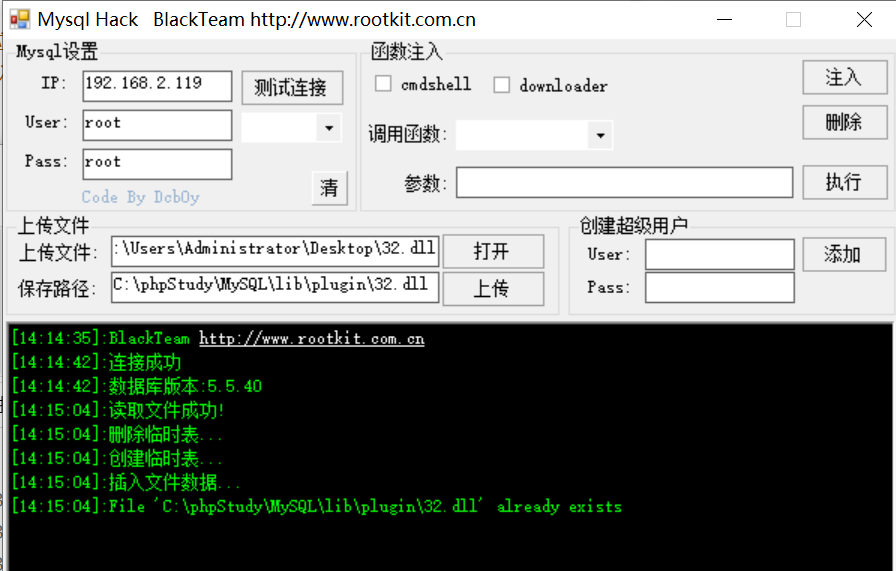 Mysql Hack BlackTeam http://www.rootkit.com.cn
Mysql设置
IP: 192.168.2.119 测试连接
User: root
Pass: root
Code By DcbOy
清
函数注入
cmdshell downloader 注入
删除
调用函数:
参数: 执行
上传文件
上传文件: :\Users\Administrator\Desktop\32.dll 打开
保存路径: C:\phpStudy\MySQL\lib\plugin\32.dll 上传
创建超级用户
User: 添加
Pass:
[14:14:35]:BlackTeam http://www.rootkit.com.cn
[14:14:42]:连接成功
[14:14:42]:数据库版本:5.5.40
[14:15:04]:读取文件成功!
[14:15:04]:删除临时表...
[14:15:04]:创建临时表...
[14:15:04]:插入文件数据...
[14:15:04]:File 'C:\phpStudy\MySQL\lib\plugin\32.dll' already exists